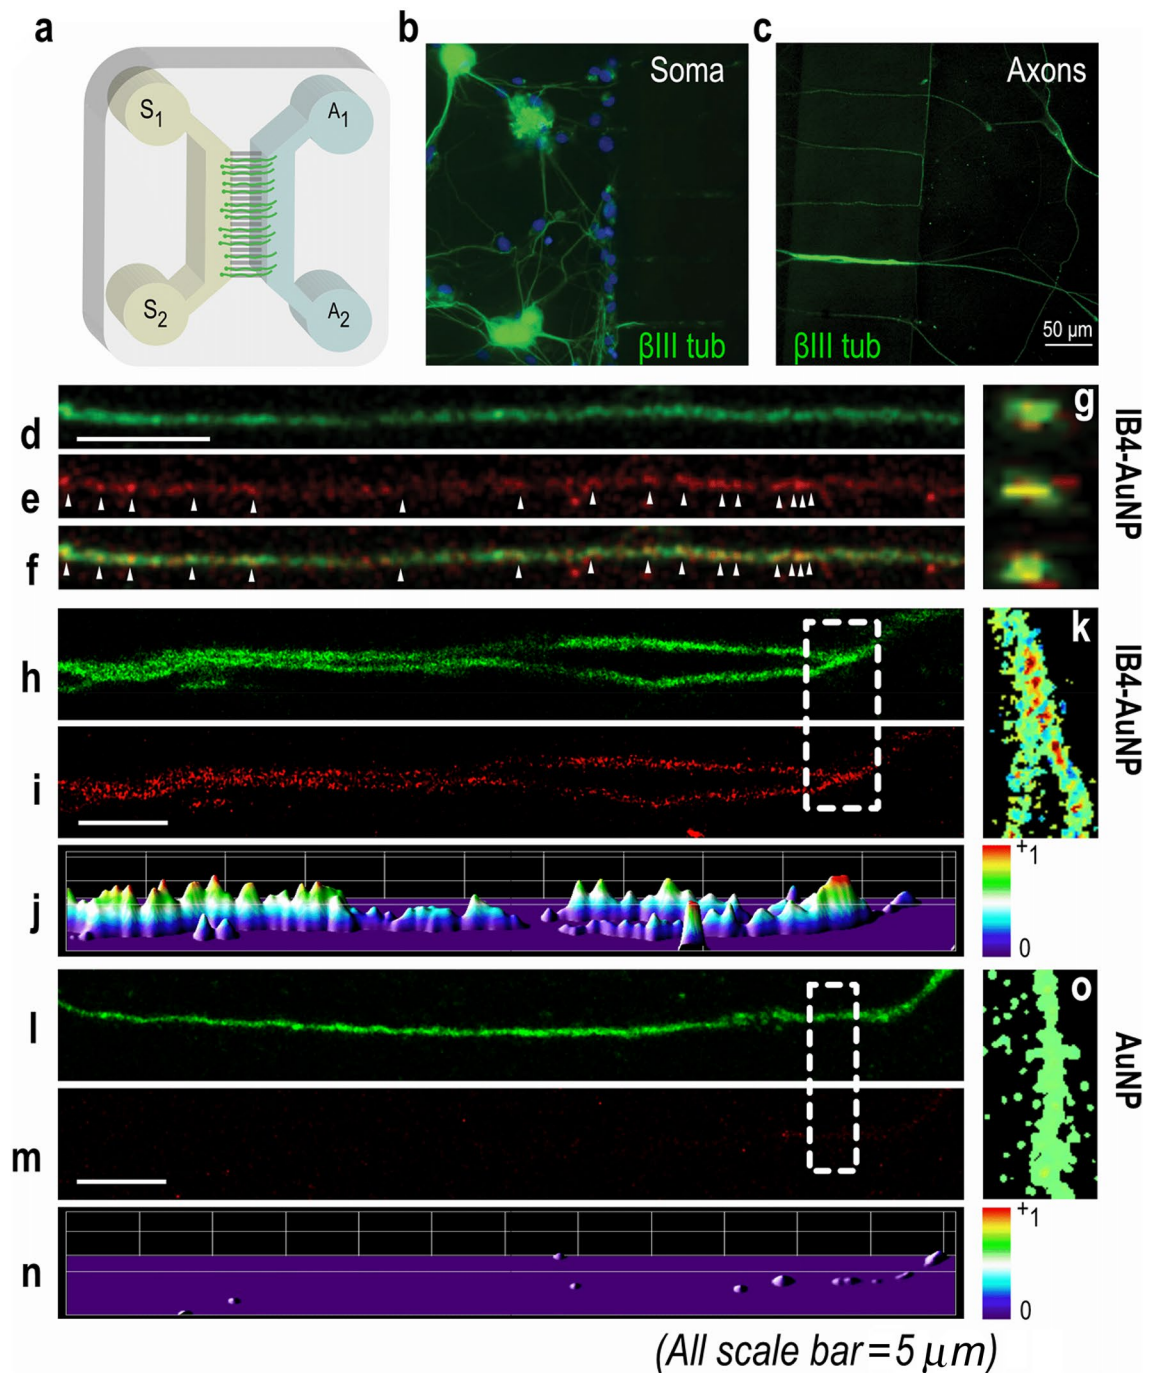 a
b
c
S1
A1
S2
A2
Soma
βIII tub
Axons
βIII tub
50 µm
d
e
f
g
IB4-AuNP
h
i
j
k
IB4-AuNP
+1
0
l
m
n
o
AuNP
+1
0
(All scale bar=5 µm)